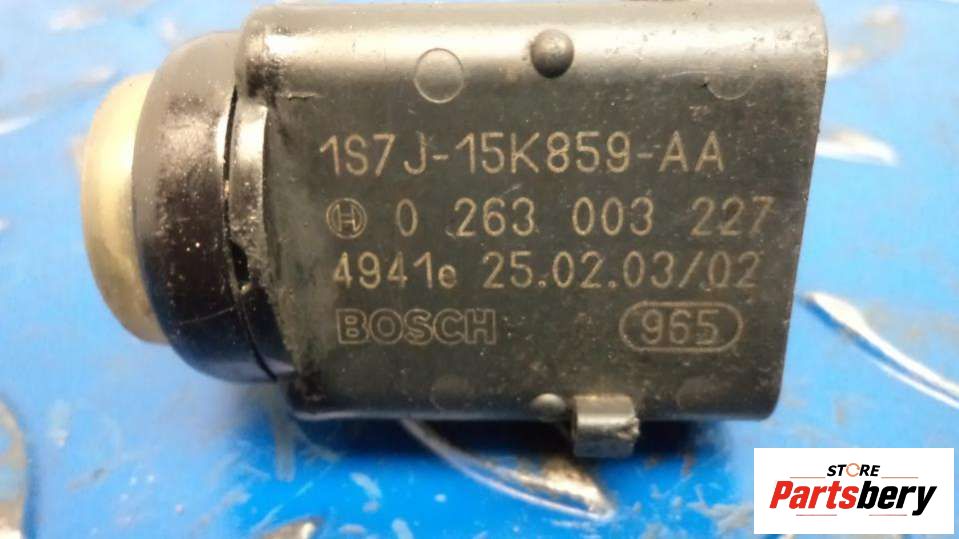 1S7J-15K859-AA
H 0 263 003 227
4941e 25.02.03/02
BOSCH 965
STORE
Partsbery